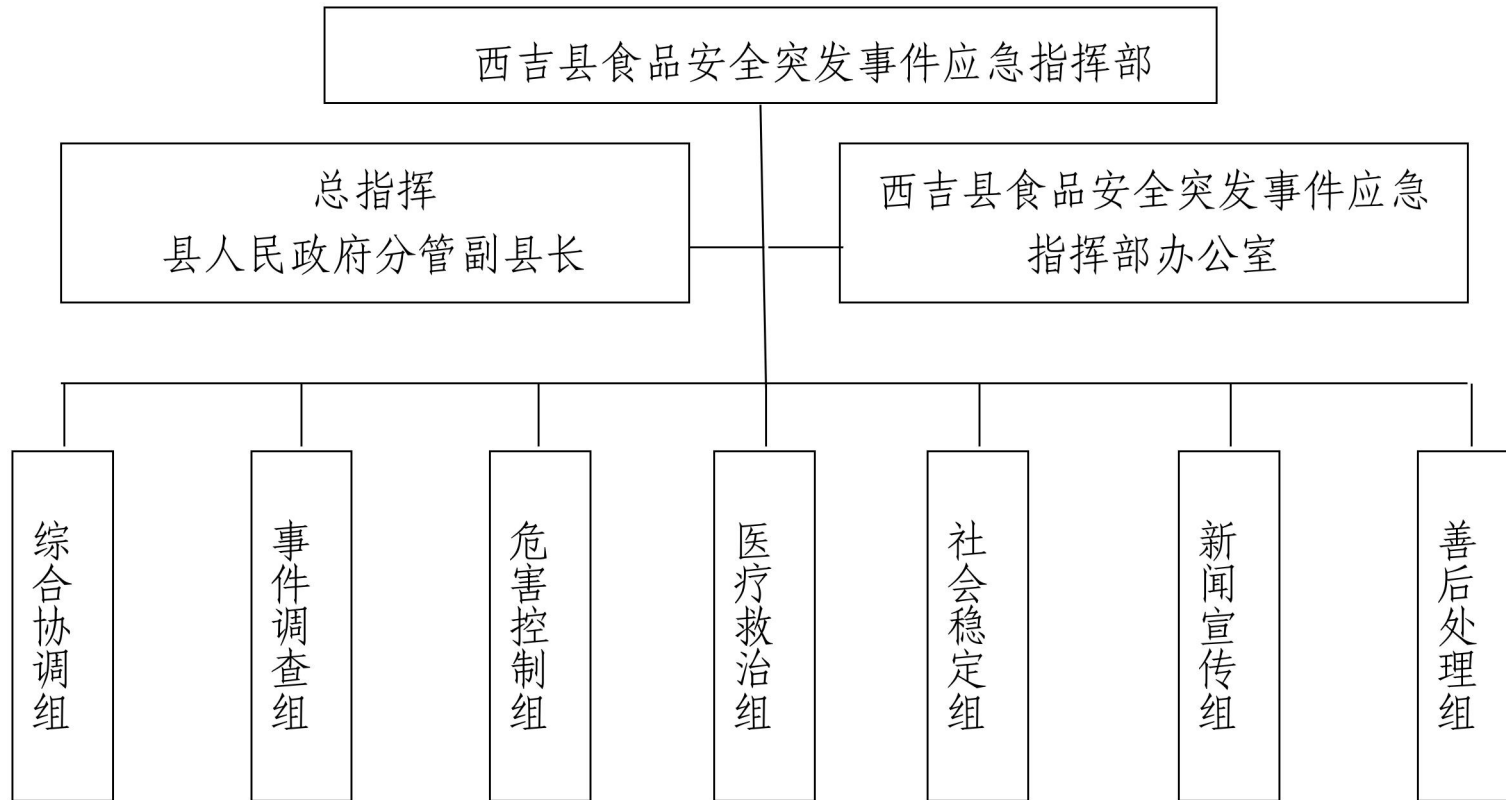 西吉县食品安全突发事件应急指挥部
总指挥
县人民政府分管副县长
西吉县食品安全突发事件应急
指挥部办公室
综合协调组
事件调查组
危害控制组
医疗救治组
社会稳定组
新闻宣传组
善后处理组